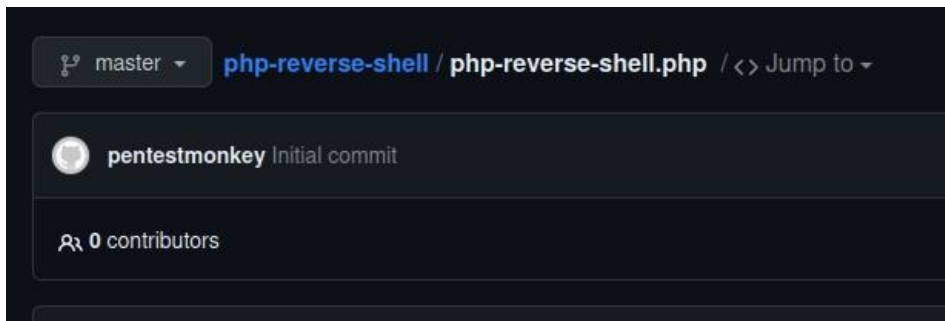 master php-reverse-shell / php-reverse-shell.php / <> Jump to
pentestmonkey Initial commit
0 contributors